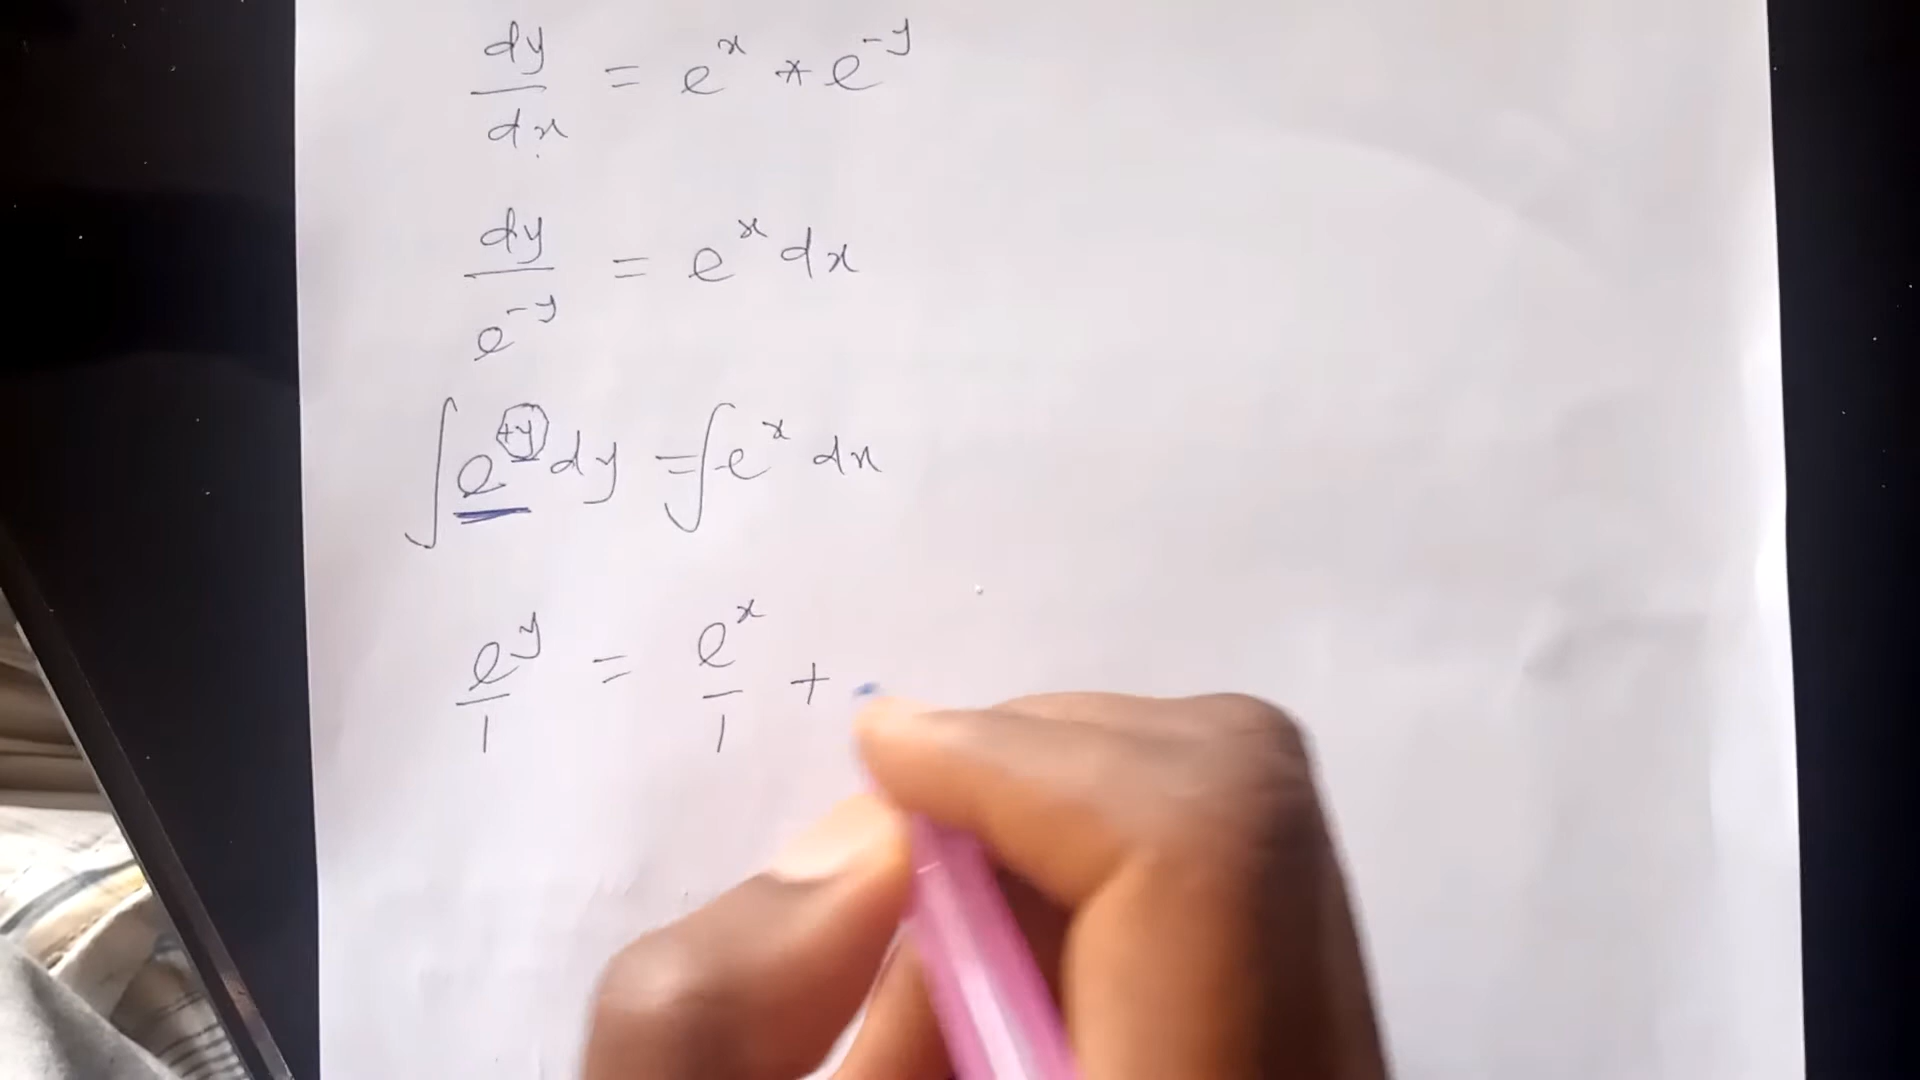 dy/dx = e^x * e^-y
dy/e^-y = e^x dx
∫e^+y dy = ∫e^x dx
e^y/1 = e^x/1 +